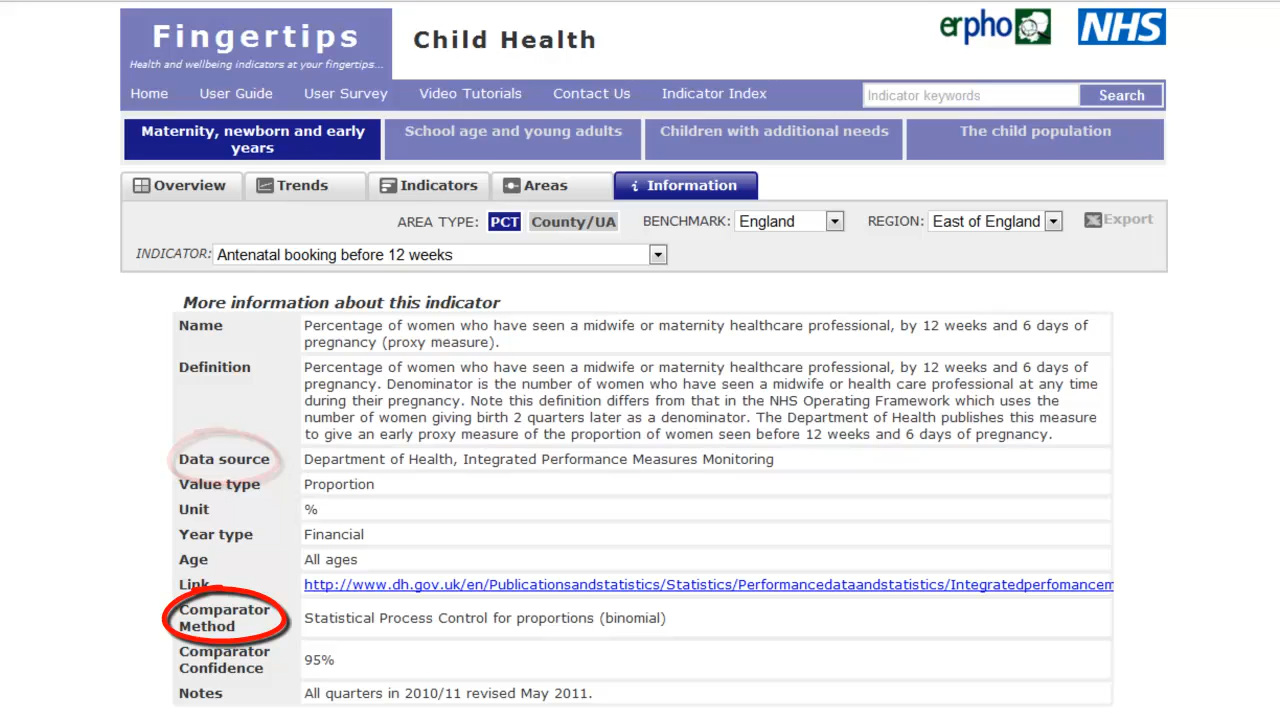 Fingertips
Health and wellbeing indicators at your fingertips...
Child Health
erpho
NHS
Home User Guide User Survey Video Tutorials Contact Us Indicator Index Indicator keywords Search
Maternity, newborn and early
years
School age and young adults
Children with additional needs
The child population
Overview Trends Indicators Areas i Information
AREA TYPE: PCT County/UA BENCHMARK: England REGION: East of England Export
INDICATOR: Antenatal booking before 12 weeks
More information about this indicator
Name Percentage of women who have seen a midwife or maternity healthcare professional, by 12 weeks and 6 days of
pregnancy (proxy measure).
Definition Percentage of women who have seen a midwife or maternity healthcare professional, by 12 weeks and 6 days of
pregnancy. Denominator is the number of women who have seen a midwife or health care professional at any time
during their pregnancy. Note this definition differs from that in the NHS Operating Framework which uses the
number of women giving birth 2 quarters later as a denominator. The Department of Health publishes this measure
to give an early proxy measure of the proportion of women seen before 12 weeks and 6 days of pregnancy.
Data source Department of Health, Integrated Performance Measures Monitoring
Value type Proportion
Unit %
Year type Financial
Age All ages
Link http://www.dh.gov.uk/en/Publicationsandstatistics/Statistics/Performancedataandstatistics/Integratedperfomancem
Comparator
Method Statistical Process Control for proportions (binomial)
Comparator
Confidence 95%
Notes All quarters in 2010/11 revised May 2011.